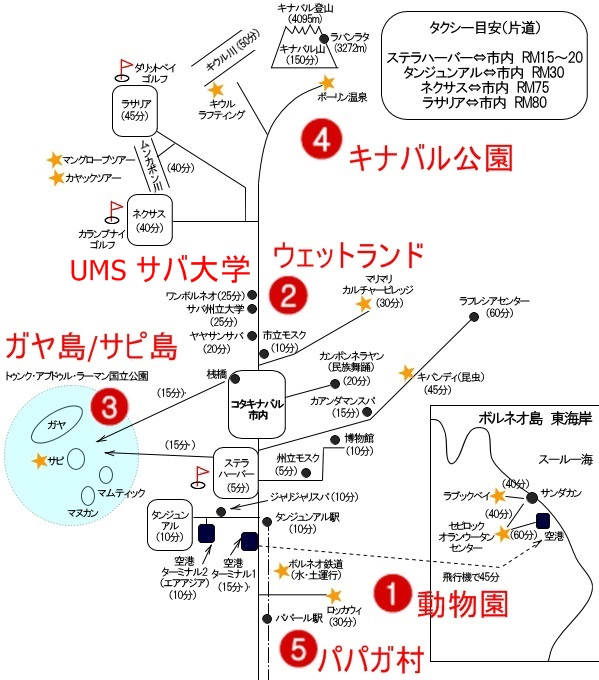 キナバル登山
(4095m)
ラバンラタ
(3272m)
キナバル山
(150分)
タクシー目安(片道)
ステラハーバー⇔市内 RM15～20
タンジュンアル⇔市内 RM30
ネクサス⇔市内 RM75
ラサリア⇔市内 RM80
ダリットベイ
ゴルフ
キウル川(50分)
ラサリア
(45分)
キウル
ラフティング
ポーリン温泉
4 キナバル公園
ムンカボン川
(40分)
マングローブツアー
カヤックツアー
ネクサス
(40分)
カランプナイ
ゴルフ
UMS サバ大学
ウェットランド
2
ワンボルネオ(25分)
サバ州立大学
(25分)
ヤヤサンサバ
(20分)
マリマリ
カルチャービレッジ
(30分)
市立モスク
(10分)
ラフレシアセンター
(60分)
ガヤ島/サピ島
トゥンク・アブドゥル・ラーマン国立公園
3
ガヤ
サピ
マムティック
マヌカン
桟橋
(15分)
コタキナバル
市内
カンポンネラヤン
(民族舞踊)
(20分)
カアンダマンスパ
(15分)
キパンディ(昆虫)
(45分)
(15分)
ステラ
ハーバー
(5分)
博物館
(10分)
州立モスク
(5分)
ジャリジャリスパ(10分)
タンジュン
アル
(10分)
タンジュンアル駅
(10分)
空港
ターミナル2
(エアアジア)
(10分)
空港
ターミナル1
(15分)
ボルネオ鉄道
(水・土運行)
ロッカウィ
(30分)
パパール駅
1 動物園
5 パパガ村
ボルネオ島 東海岸
スールー海
(40分)
ラブックベイ
サンダカン
(40分)
セピロック
オランウータン
センター
(60分)
空港
飛行機で45分